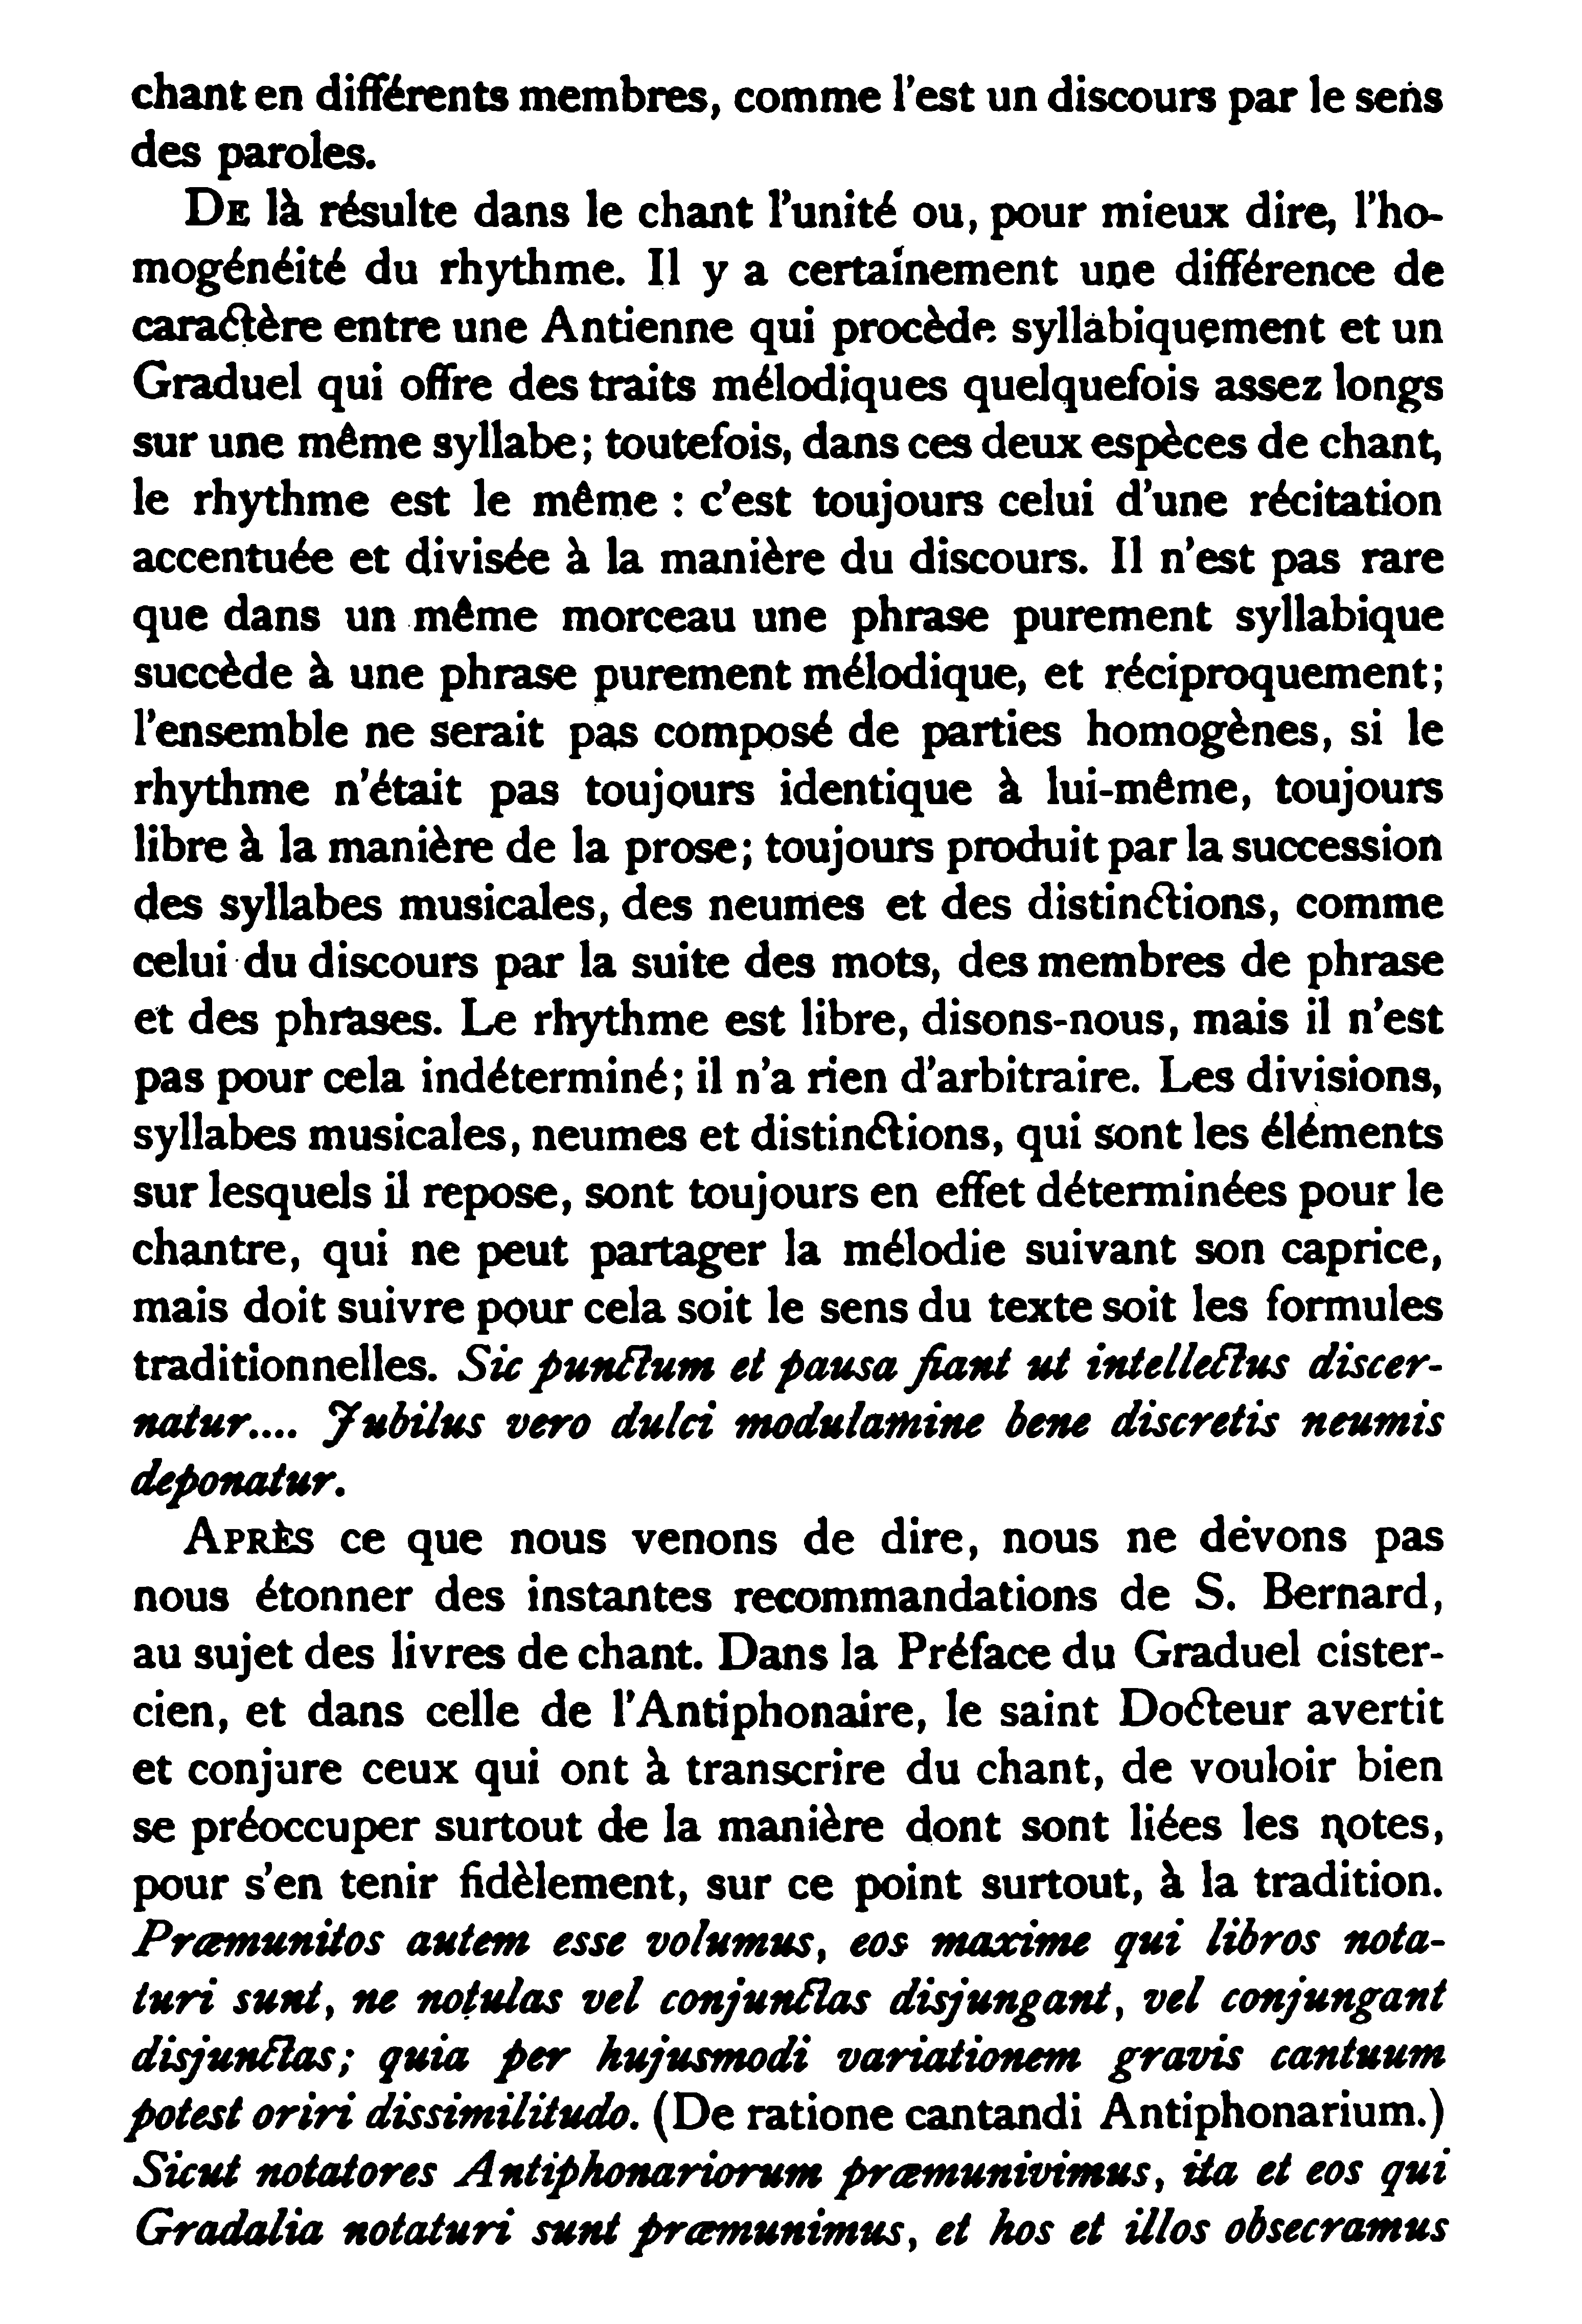 chant en différents membres, comme l'est un discours par le sens
des paroles.
DE là résulte dans le chant l'unité ou, pour mieux dire, l'ho-
mogénéité du rhythme. Il y a certainement une différence de
caractère entre une Antienne qui procède syllabiquement et un
Graduel qui offre des traits mélodiques quelquefois assez longs
sur une même syllabe; toutefois, dans ces deux espèces de chant,
le rhythme est le même : c'est toujours celui d'une récitation
accentuée et divisée à la manière du discours. Il n'est pas rare
que dans un même morceau une phrase purement syllabique
succède à une phrase purement mélodique, et réciproquement;
l'ensemble ne serait pas composé de parties homogènes, si le
rhythme n'était pas toujours identique à lui-même, toujours
libre à la manière de la prose; toujours produit par la succession
des syllabes musicales, des neumes et des distinctions, comme
celui du discours par la suite des mots, des membres de phrase
et des phrases. Le rhythme est libre, disons-nous, mais il n'est
pas pour cela indéterminé; il n'a rien d'arbitraire. Les divisions,
syllabes musicales, neumes et distinctions, qui sont les éléments
sur lesquels il repose, sont toujours en effet déterminées pour le
chantre, qui ne peut partager la mélodie suivant son caprice,
mais doit suivre pour cela soit le sens du texte soit les formules
traditionnelles. Sic punctum et pausa fiant ut intellectus discer-
natur.... Jubilus vero dulci modulamine bene discretis neumis
deponatur.
APRÈS ce que nous venons de dire, nous ne devons pas
nous étonner des instantes recommandations de S. Bernard,
au sujet des livres de chant. Dans la Préface du Graduel cister-
cien, et dans celle de l'Antiphonaire, le saint Docteur avertit
et conjure ceux qui ont à transcrire du chant, de vouloir bien
se préoccuper surtout de la manière dont sont liées les notes,
pour s'en tenir fidèlement, sur ce point surtout, à la tradition.
Præmunitos autem esse volumus, eos maxime qui libros nota-
turi sunt, ne notulas vel conjunctas disjungant, vel conjungant
disjunctas; quia per hujusmodi variationem gravis cantuum
potest oriri dissimilitudo. (De ratione cantandi Antiphonarium.)
Sicut notatores Antiphonariorum præmunivimus, ita et eos qui
Gradalia notaturi sunt præmunimus, et hos et illos obsecramus